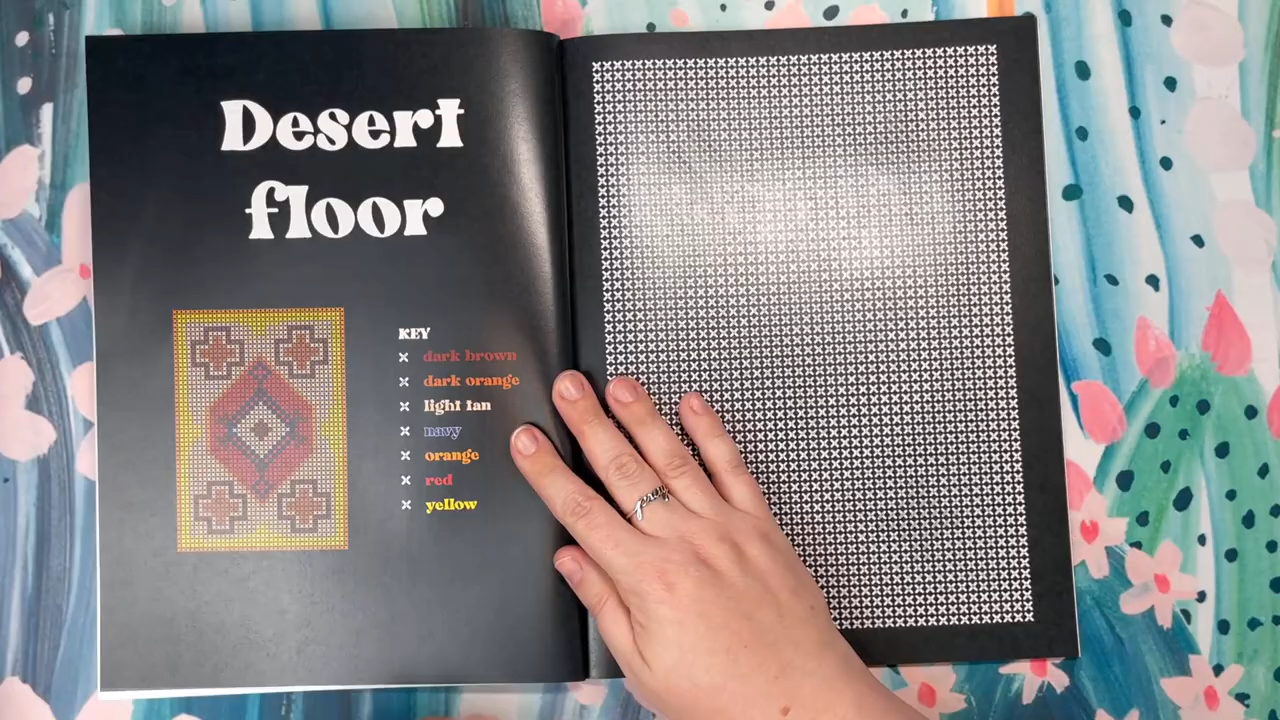 Desert
floor
KEY
× dark brown
× dark orange
× light tan
× navy
× orange
× red
× yellow